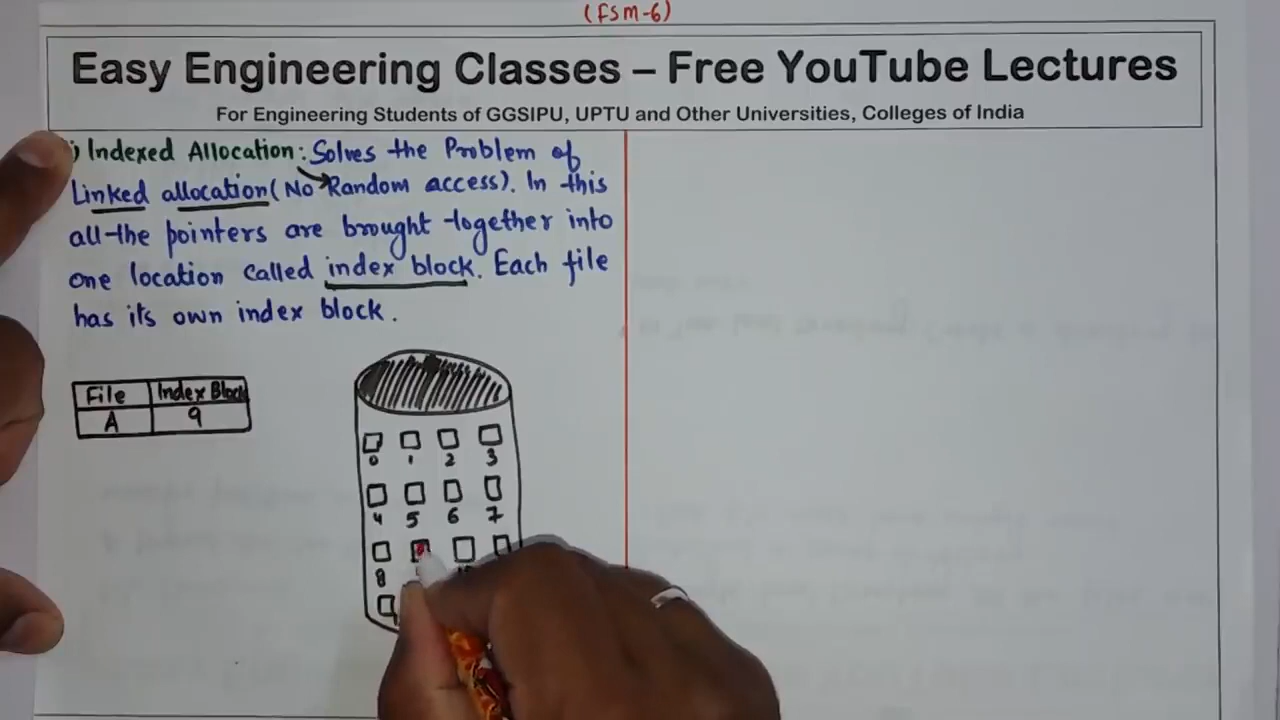 (FSM-6)
Easy Engineering Classes – Free YouTube Lectures
For Engineering Students of GGSIPU, UPTU and Other Universities, Colleges of India
) Indexed Allocation: Solves the Problem of
Linked allocation (No Random access). In this
all the pointers are brought together into
one location called index block. Each file
has its own index block.
File Index Block
A 9
0 1 2 3
4 5 6 7
8